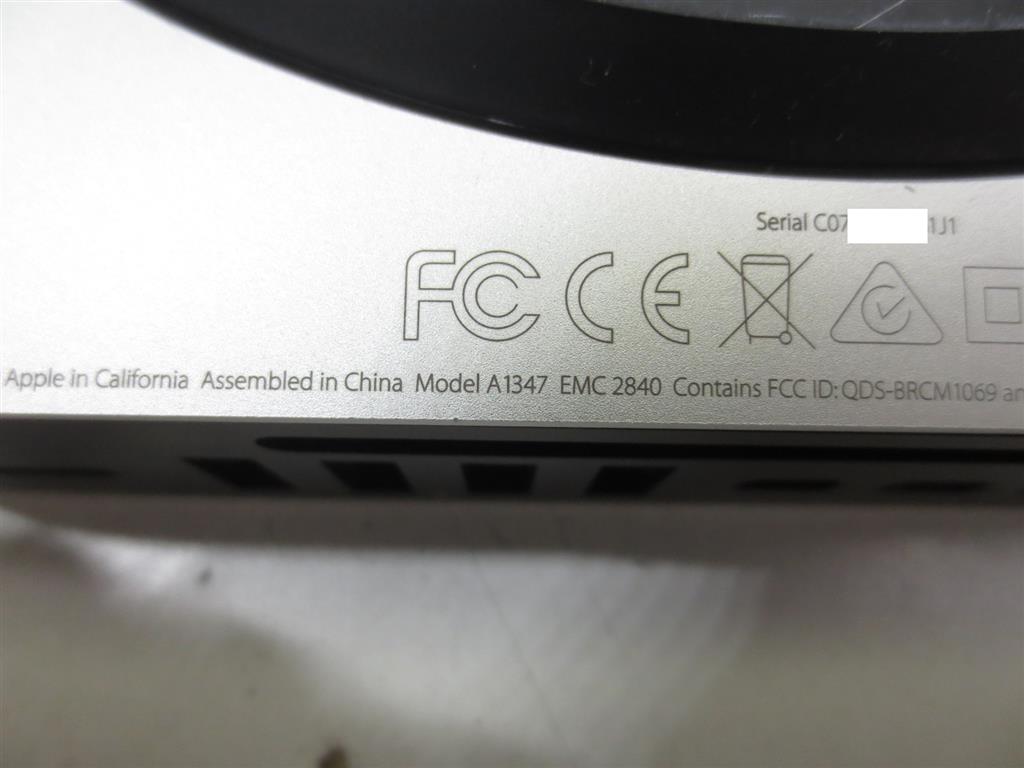 Serial C07 1J1
FC CE
Apple in California Assembled in China Model A1347 EMC 2840 Contains FCC ID: QDS-BRCM1069 an